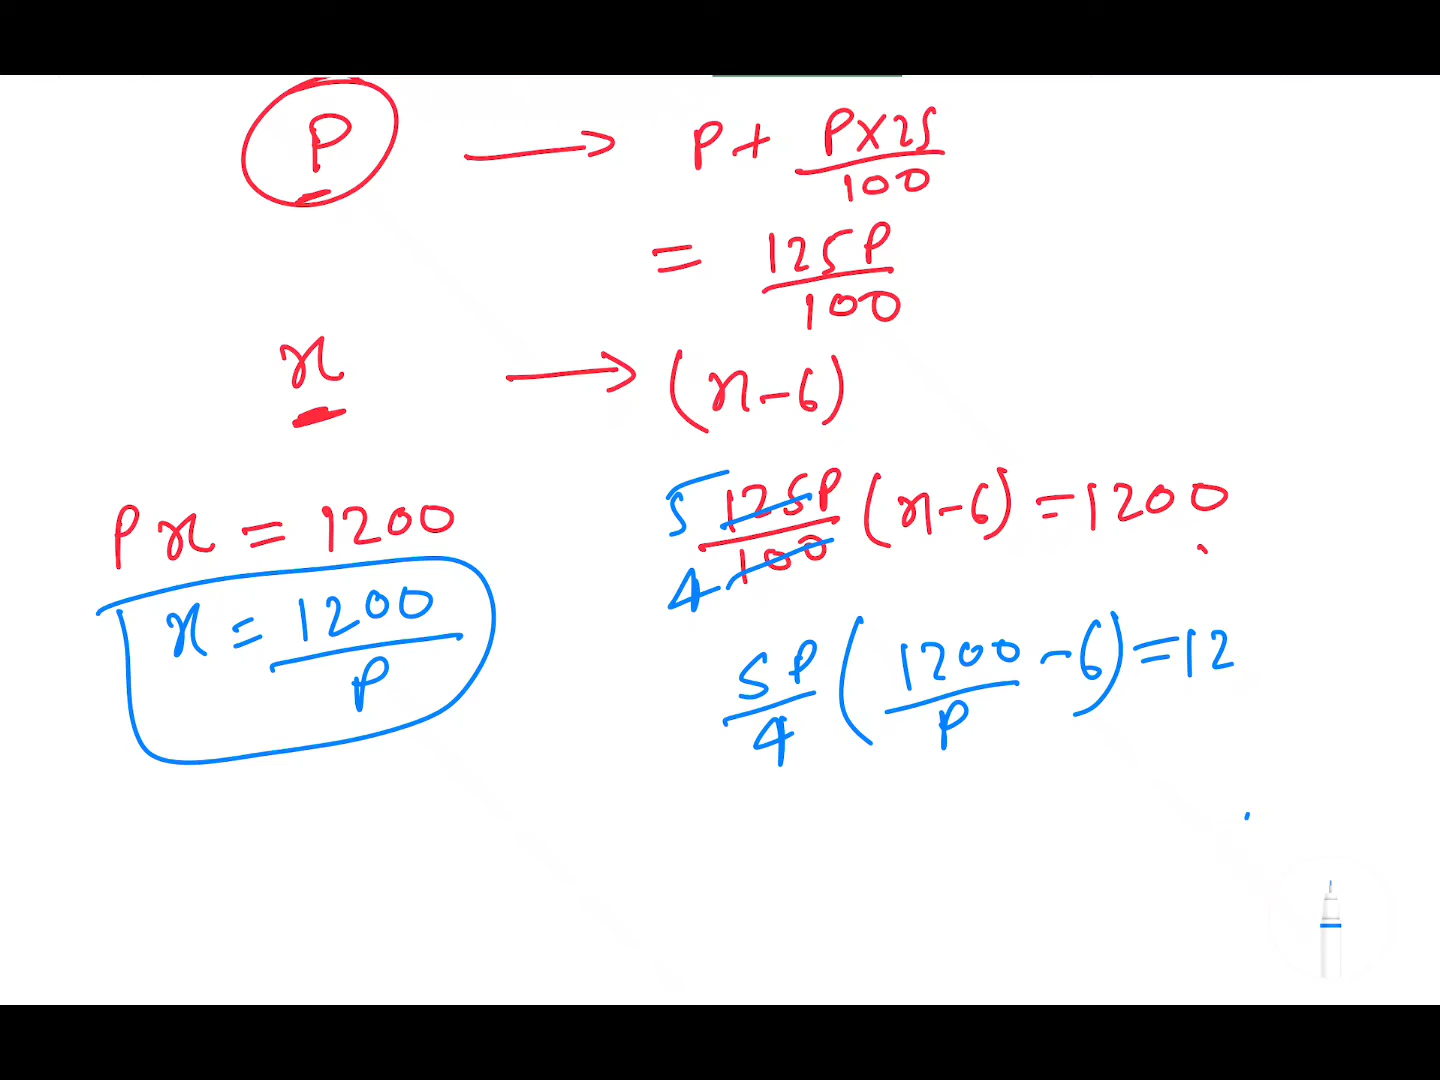 P → P + P×25/100
= 125P/100
x → (x-6)
Px = 1200
x = 1200/P
5 125P/100 4 (x-6) = 1200
5P/4 (1200/P - 6) = 12